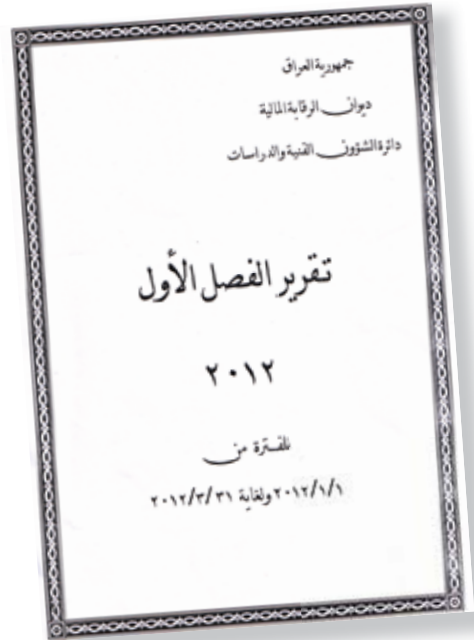 جمهورية العراق
ديوان الرقابة المالية
دائرة الشؤون الفنية والدراسات
تقرير الفصل الأول
٢٠١٢
للفترة من
٢٠١٢/١/١ ولغاية ٢٠١٢/٣/٣١